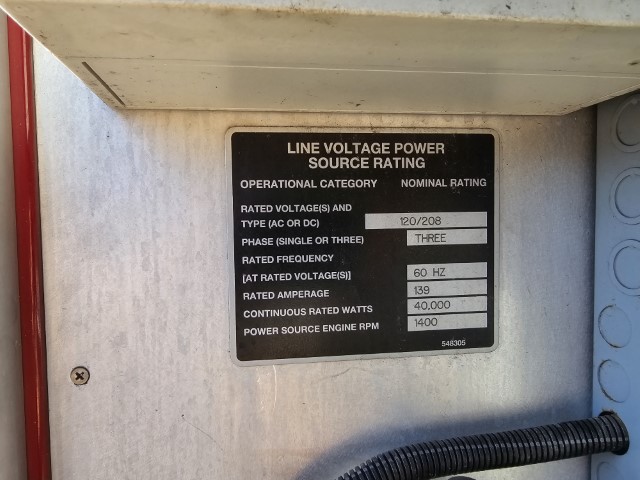 LINE VOLTAGE POWER
SOURCE RATING
OPERATIONAL CATEGORY NOMINAL RATING
RATED VOLTAGE(S) AND
TYPE (AC OR DC) 120/208
PHASE (SINGLE OR THREE) THREE
RATED FREQUENCY
[AT RATED VOLTAGE(S)] 60 HZ
RATED AMPERAGE 139
CONTINUOUS RATED WATTS 40,000
POWER SOURCE ENGINE RPM 1400
548305